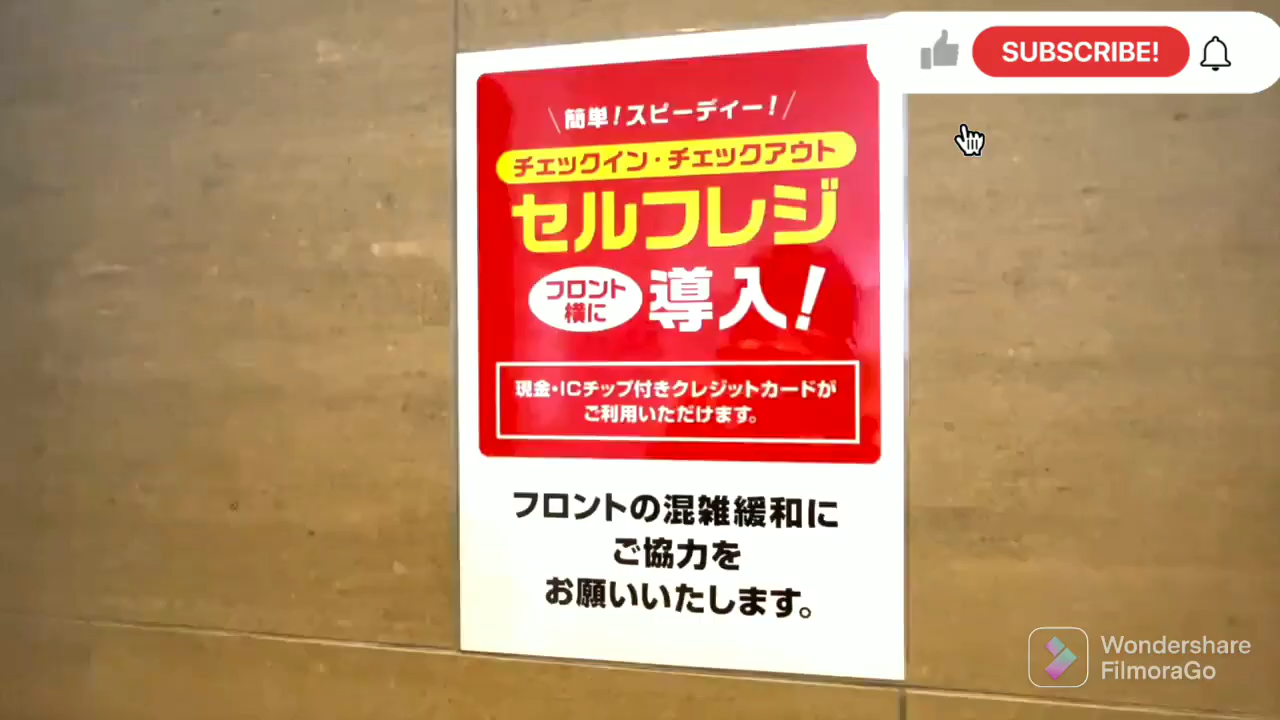 簡単!スピーディー!
チェックイン・チェックアウト
セルフレジ
フロント
横に
導入!
現金・ICチップ付きクレジットカードが
ご利用いただけます。
フロントの混雑緩和に
ご協力を
お願いいたします。
SUBSCRIBE!
Wondershare
FilmoraGo